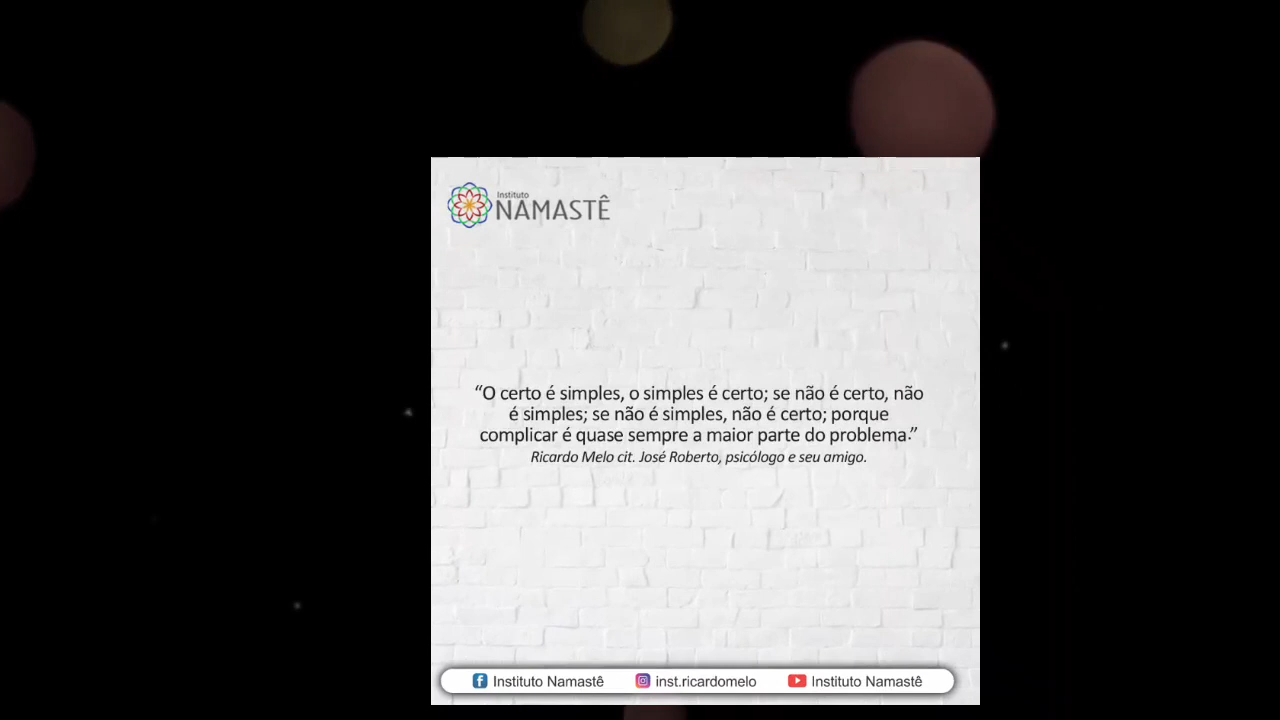 Instituto
NAMASTÊ
“O certo é simples, o simples é certo; se não é certo, não
é simples; se não é simples, não é certo; porque
complicar é quase sempre a maior parte do problema.”
Ricardo Melo cit. José Roberto, psicólogo e seu amigo.
Instituto Namastê inst.ricardomelo Instituto Namastê